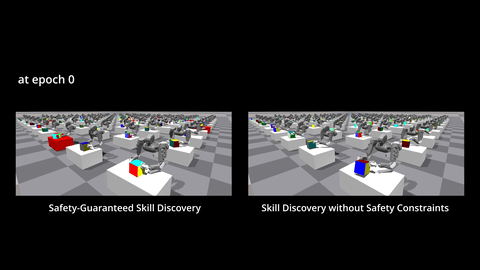 at epoch 0
Safety-Guaranteed Skill Discovery
Skill Discovery without Safety Constraints